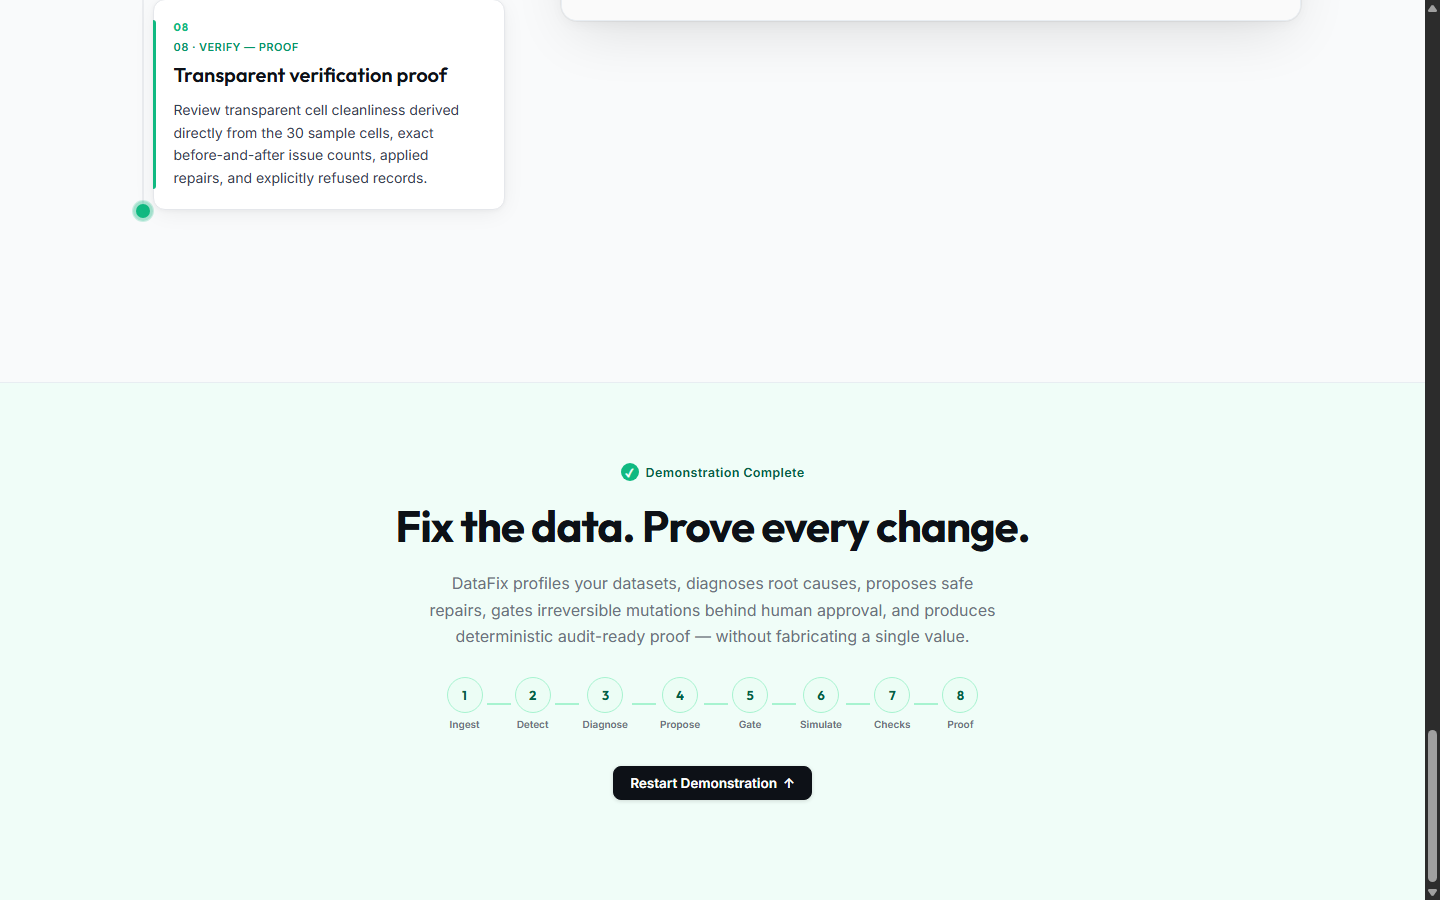 08
08 · VERIFY — PROOF
Transparent verification proof
Review transparent cell cleanliness derived
directly from the 30 sample cells, exact
before-and-after issue counts, applied
repairs, and explicitly refused records.
Demonstration Complete
Fix the data. Prove every change.
DataFix profiles your datasets, diagnoses root causes, proposes safe
repairs, gates irreversible mutations behind human approval, and produces
deterministic audit-ready proof — without fabricating a single value.
1 2 3 4 5 6 7 8
Ingest Detect Diagnose Propose Gate Simulate Checks Proof
Restart Demonstration ↑